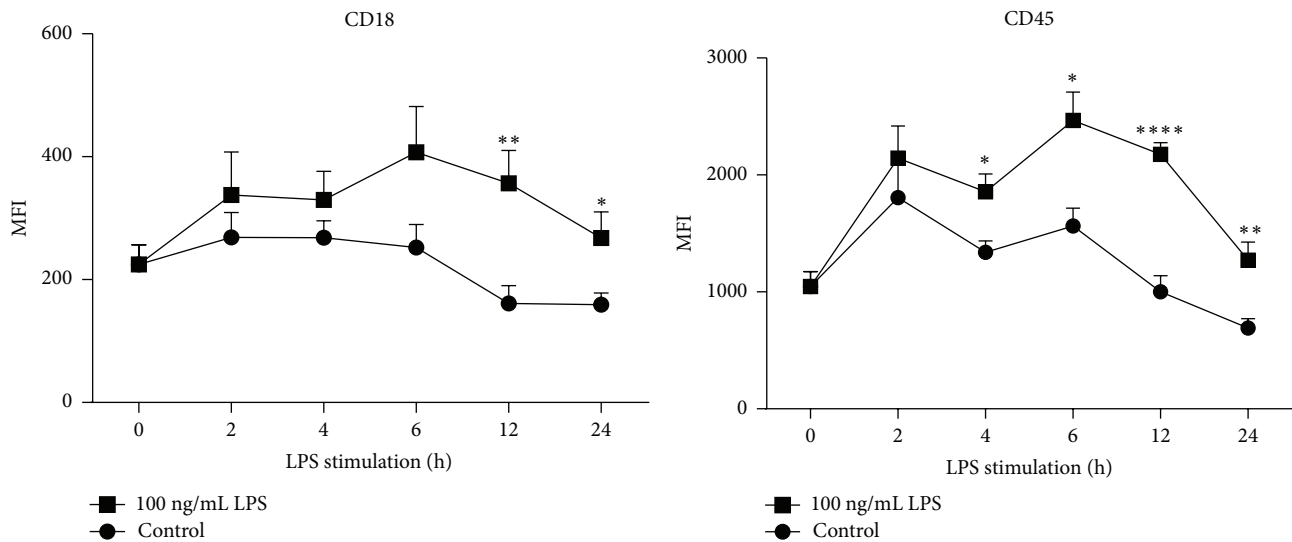 CD18
600
400
200
0
MFI
**
*
0 2 4 6 12 24
LPS stimulation (h)
100 ng/mL LPS
Control
CD45
3000
2000
1000
0
MFI
*
*
****
**
0 2 4 6 12 24
LPS stimulation (h)
100 ng/mL LPS
Control